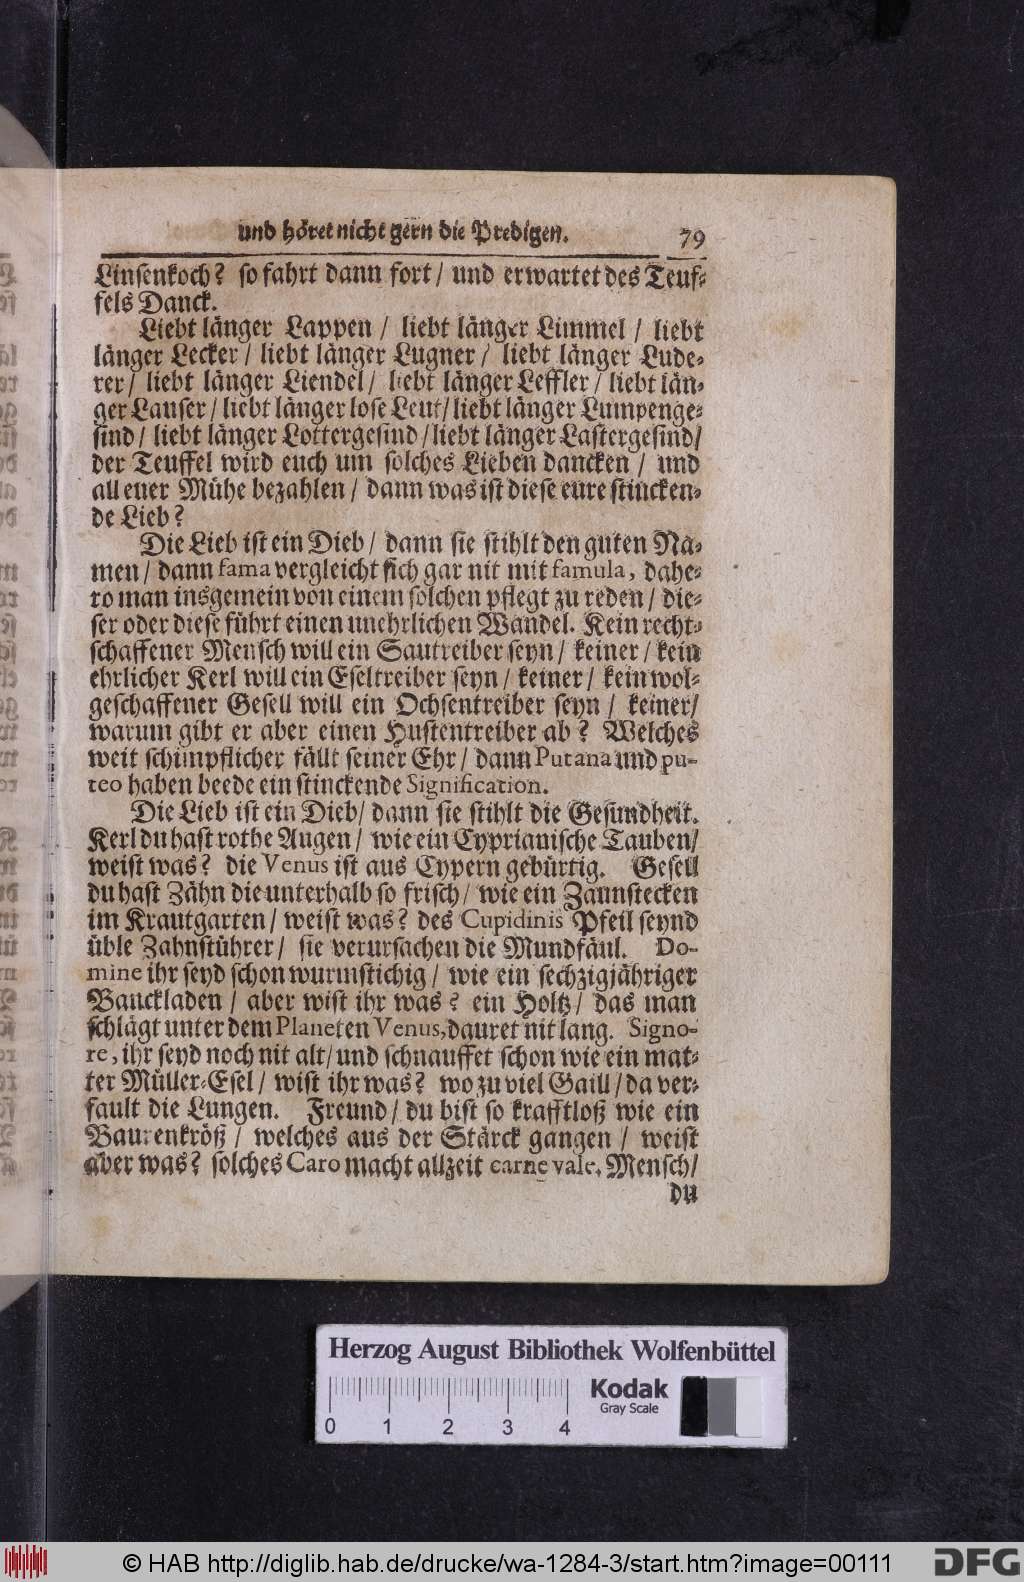 und höret nicht gern die Predigen. 79
Linsenkoch? so fahrt dann fort / und erwartet des Teuf-
fels Danck.
Liebt länger Lappen / liebt länger Limmel / liebt
länger Lecker / liebt länger Lugner / liebt länger Lude-
rer / liebt länger Liendel / liebt länger Leffler / liebt län-
ger Lauser / liebt länger lose Leut / liebt länger Lumpenge-
sind / liebt länger Lottergesind / liebt länger Lastergesind /
der Teuffel wird euch um solches Lieben dancken / und
all euer Mühe bezahlen / dann was ist diese eure stincken-
de Lieb?
Die Lieb ist ein Dieb / dann sie stihlt den guten Na-
men / dann fama vergleicht sich gar nit mit famula, dahe-
ro man insgemein von einem solchen pflegt zu reden / die-
ser oder diese führt einen unehrlichen Wandel. Kein recht-
schaffener Mensch will ein Sautreiber seyn / keiner / kein
ehrlicher Kerl will ein Eseltreiber seyn / keiner / kein wol-
geschaffener Gesell will ein Ochsentreiber seyn / keiner /
warum gibt er aber einen Hustentreiber ab? Welches
weit schimpflicher fällt seiner Ehr / dann Putana und pu-
teo haben beede ein stinckende Signification.
Die Lieb ist ein Dieb / dann sie stihlt die Gesundheit.
Kerl du hast rothe Augen / wie ein Cyprianische Tauben /
weist was? die Venus ist aus Cypern gebürtig. Gesell
du hast Zähn die unterhalb so frisch / wie ein Zaunstecken
im Krautgarten / weist was? des Cupidinis Pfeil seynd
üble Zahnstührer / sie verursachen die Mundfäul. Do-
mine ihr seyd schon wurmstichig / wie ein sechzigjähriger
Banckladen / aber wist ihr was? ein Holtz / das man
schlägt unter dem Planeten Venus, dauret nit lang. Signo-
re, ihr seyd noch nit alt / und schnauffet schon wie ein mat-
ter Müller-Esel / wist ihr was? wo zu viel Gaill / da ver-
fault die Lungen. Freund / du bist so krafftloß wie ein
Baurenkröß / welches aus der Stärck gangen / weist
aber was? solches Caro macht allzeit carne vale. Mensch /
du
Herzog August Bibliothek Wolfenbüttel
Kodak
Gray Scale
0 1 2 3 4
© HAB http://diglib.hab.de/drucke/wa-1284-3/start.htm?image=00111
DFG